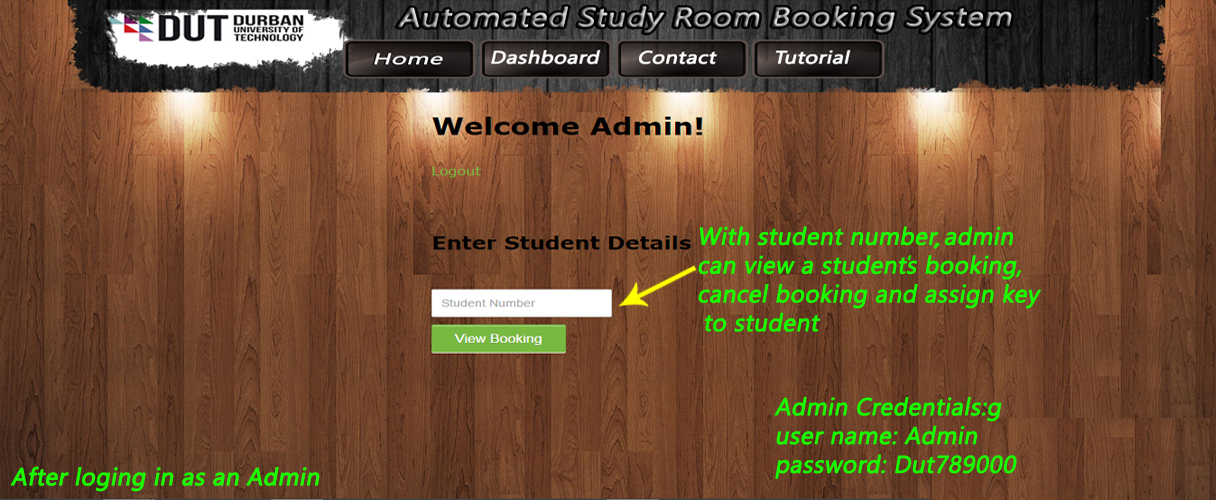 DUT DURBAN
UNIVERSITY OF
TECHNOLOGY
Automated Study Room Booking System
Home Dashboard Contact Tutorial
Welcome Admin!
Logout
Enter Student Details
With student number, admin
can view a student's booking,
cancel booking and assign key
to student
Student Number
View Booking
Admin Credentials:g
user name: Admin
password: Dut789000
After loging in as an Admin